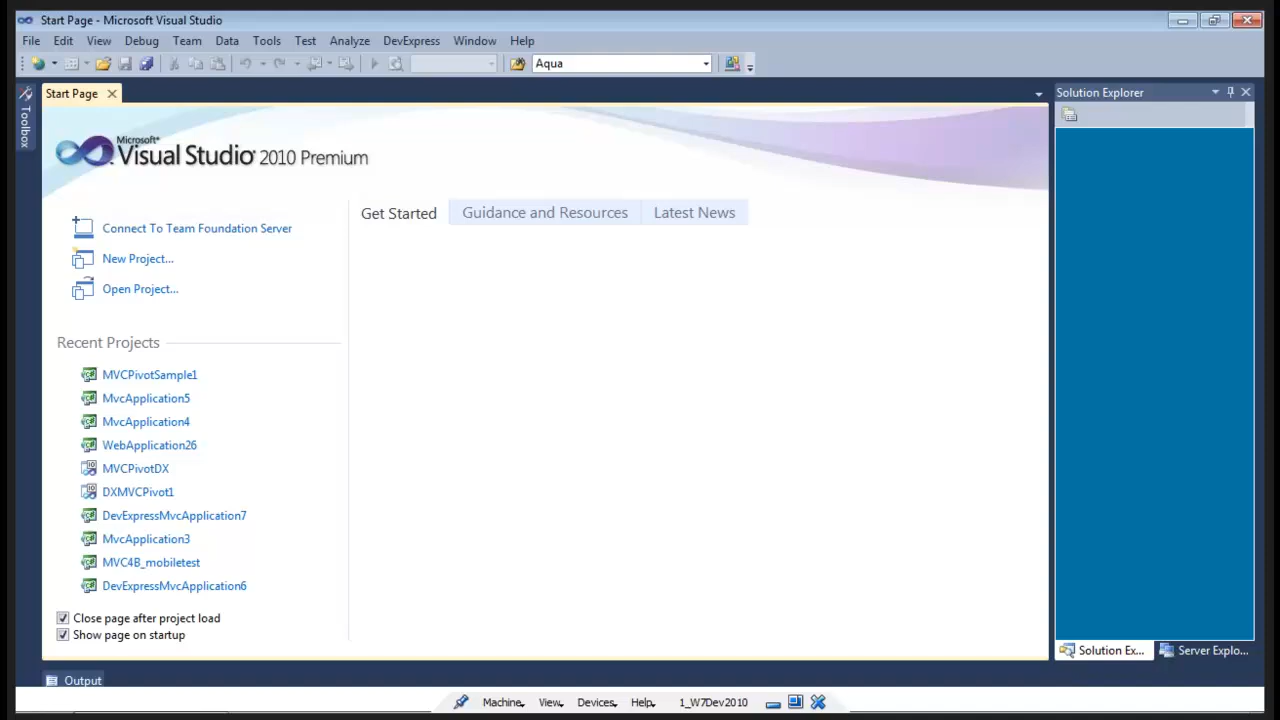 Start Page - Microsoft Visual Studio
File Edit View Debug Team Data Tools Test Analyze DevExpress Window Help
Aqua
Toolbox
Start Page
Solution Explorer
Microsoft®
Visual Studio® 2010 Premium
Get Started Guidance and Resources Latest News
Connect To Team Foundation Server
New Project...
Open Project...
Recent Projects
MVCPivotSample1
MvcApplication5
MvcApplication4
WebApplication26
MVCPivotDX
DXMVCPivot1
DevExpressMvcApplication7
MvcApplication3
MVC4B_mobiletest
DevExpressMvcApplication6
Close page after project load
Show page on startup
Solution Ex... Server Explo...
Output
Machine View Devices Help 1_W7Dev2010